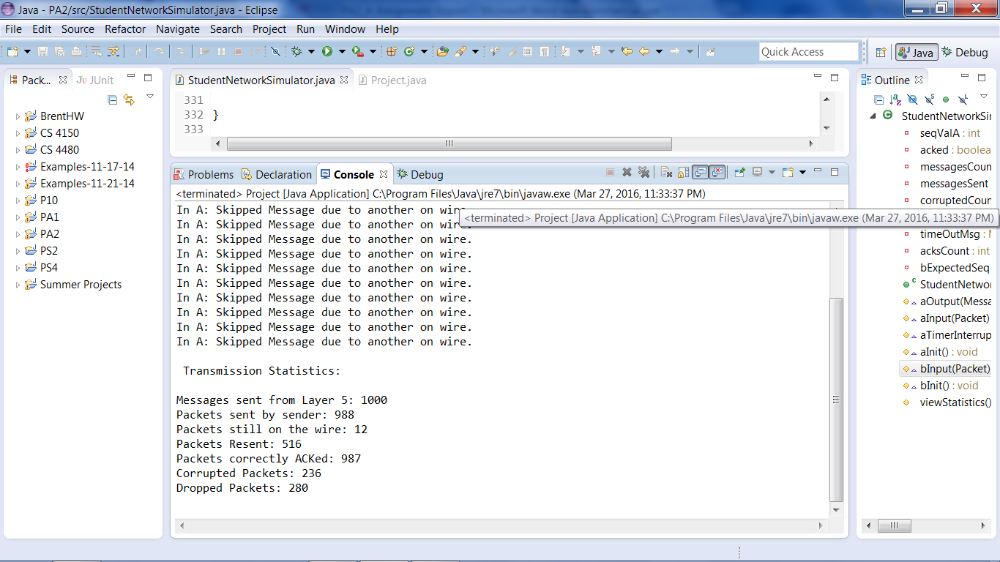 Java - PA2/src/StudentNetworkSimulator.java - Eclipse
File Edit Source Refactor Navigate Search Project Run Window Help
Quick Access
Java
Debug
Pack...
JUnit
BrentHW
CS 4150
CS 4480
Examples-11-17-14
Examples-11-21-14
P10
PA1
PA2
PS2
PS4
Summer Projects
StudentNetworkSimulator.java
Project.java
331
332 }
333
Problems Declaration Console Debug
<terminated> Project [Java Application] C:\Program Files\Java\jre7\bin\javaw.exe (Mar 27, 2016, 11:33:37 PM)
In A: Skipped Message due to another on wire.
<terminated> Project [Java Application] C:\Program Files\Java\jre7\bin\javaw.exe (Mar 27, 2016, 11:33:37 PM)
In A: Skipped Message due to another on wire.
In A: Skipped Message due to another on wire.
In A: Skipped Message due to another on wire.
In A: Skipped Message due to another on wire.
In A: Skipped Message due to another on wire.
In A: Skipped Message due to another on wire.
In A: Skipped Message due to another on wire.
In A: Skipped Message due to another on wire.
In A: Skipped Message due to another on wire.
Transmission Statistics:
Messages sent from Layer 5: 1000
Packets sent by sender: 988
Packets still on the wire: 12
Packets Resent: 516
Packets correctly ACKed: 987
Corrupted Packets: 236
Dropped Packets: 280
Outline
StudentNetworkSi
seqValA : int
acked : boolea
messagesCoun
messagesSent
corruptedCoun
timeOutMsg :
acksCount : int
bExpectedSeq
StudentNetwor
aOutput(Messa
aInput(Packet)
aTimerInterrup
aInit() : void
bInput(Packet)
bInit() : void
viewStatistics()